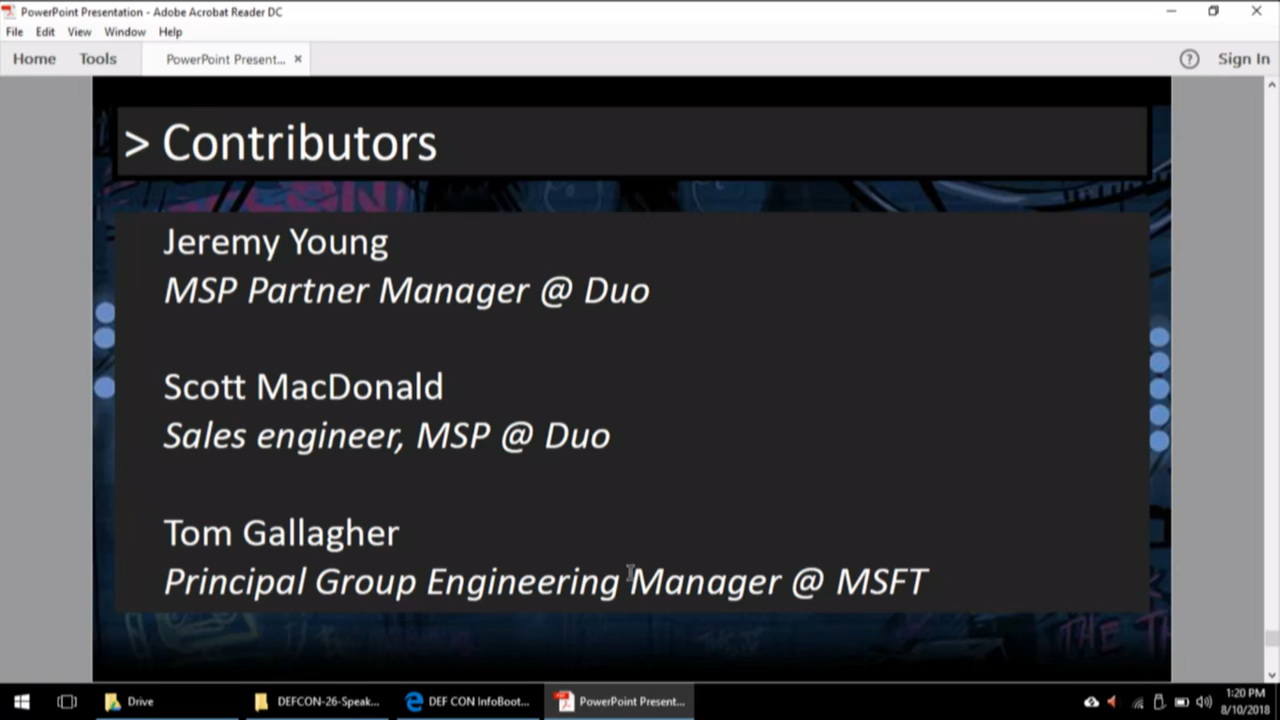 PowerPoint Presentation - Adobe Acrobat Reader DC
File Edit View Window Help
Home Tools PowerPoint Present... × ? Sign In
> Contributors
Jeremy Young
MSP Partner Manager @ Duo
Scott MacDonald
Sales engineer, MSP @ Duo
Tom Gallagher
Principal Group Engineering Manager @ MSFT
THE TH
Drive DEFCON-26-Speak... DEF CON InfoBoot... PowerPoint Present... 1:20 PM
8/10/2018